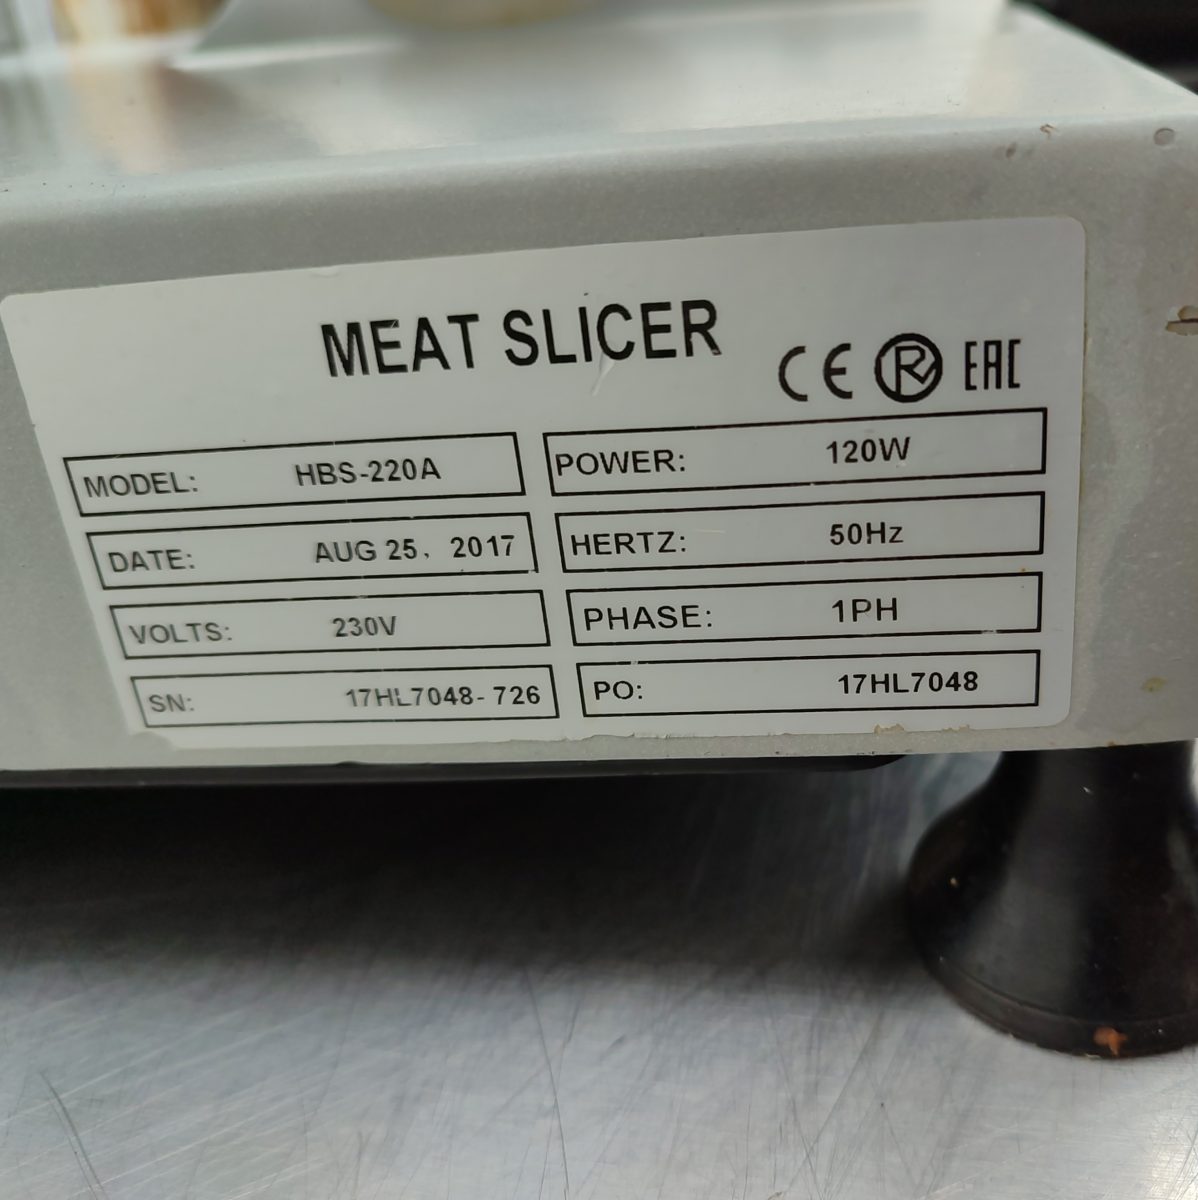 MEAT SLICER
CE R EAC
MODEL: HBS-220A
POWER: 120W
DATE: AUG 25, 2017
HERTZ: 50Hz
VOLTS: 230V
PHASE: 1PH
SN: 17HL7048- 726
PO: 17HL7048